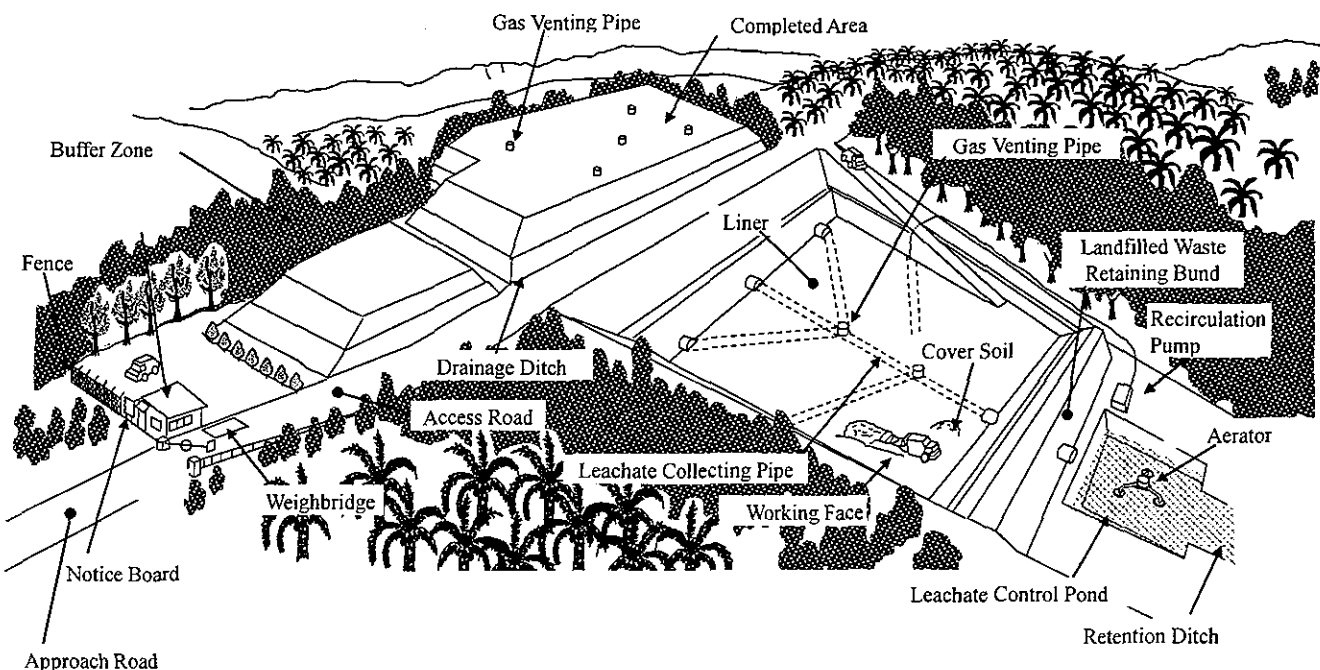 Gas Venting Pipe
Completed Area
Buffer Zone
Gas Venting Pipe
Liner
Landfilled Waste
Retaining Bund
Fence
Recirculation
Pump
Cover Soil
Drainage Ditch
Access Road
Aerator
Leachate Collecting Pipe
Weighbridge
Working Face
Notice Board
Leachate Control Pond
Retention Ditch
Approach Road